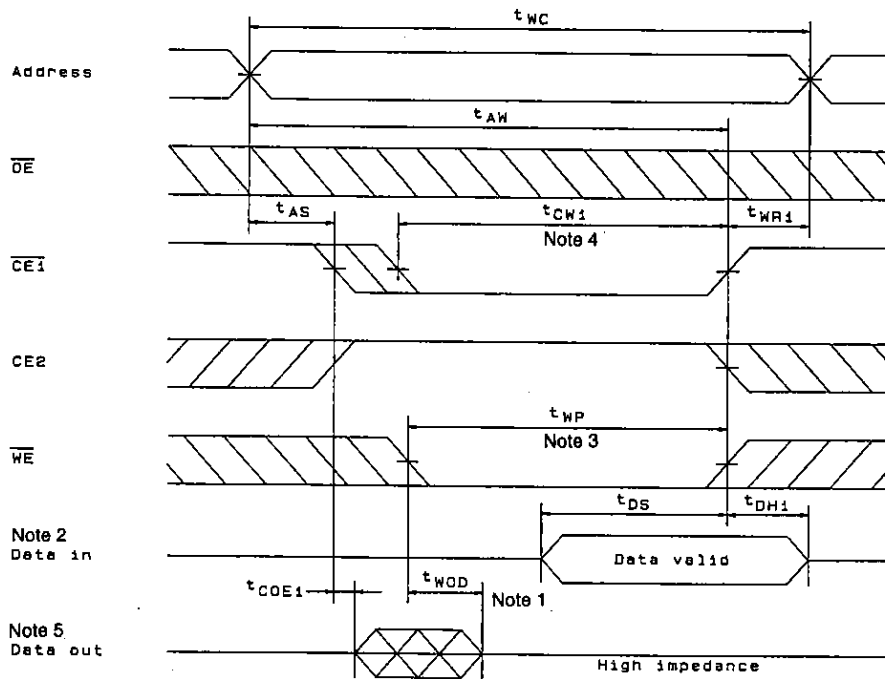 tWC
Address
tAW
OE
tAS
tCW1
tWR1
Note 4
CE1
CE2
tWP
Note 3
WE
tDS
tDH1
Note 2
Data in
Data valid
tCOE1
tWOD
Note 1
Note 5
Data out
High impedance